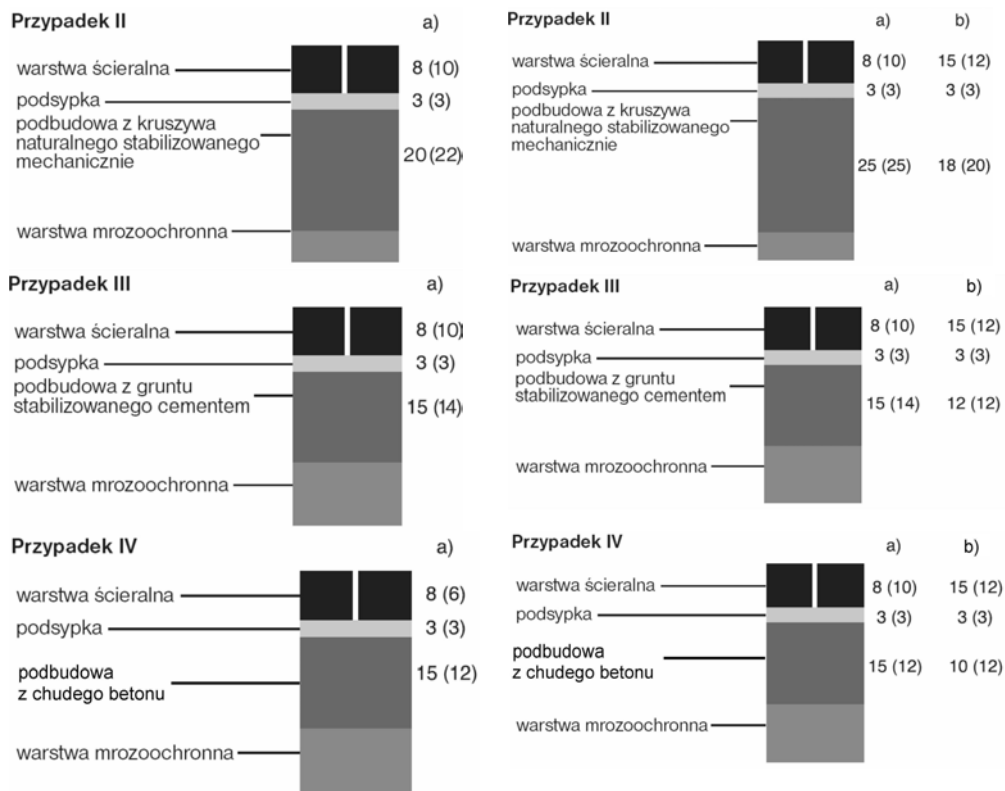 Przypadek II a)
warstwa ścieralna 8 (10)
podsypka 3 (3)
podbudowa z kruszywa
naturalnego stabilizowanego
mechanicznie 20 (22)
warstwa mrozoochronna
Przypadek III a)
warstwa ścieralna 8 (10)
podsypka 3 (3)
podbudowa z gruntu
stabilizowanego cementem 15 (14)
warstwa mrozoochronna
Przypadek IV a)
warstwa ścieralna 8 (6)
podsypka 3 (3)
podbudowa 15 (12)
z chudego betonu
warstwa mrozoochronna
Przypadek II a) b)
warstwa ścieralna 8 (10) 15 (12)
podsypka 3 (3) 3 (3)
podbudowa z kruszywa
naturalnego stabilizowanego
mechanicznie
25 (25) 18 (20)
warstwa mrozoochronna
Przypadek III a) b)
warstwa ścieralna 8 (10) 15 (12)
podsypka 3 (3) 3 (3)
podbudowa z gruntu
stabilizowanego cementem
15 (14) 12 (12)
warstwa mrozoochronna
Przypadek IV a) b)
warstwa ścieralna 8 (10) 15 (12)
podsypka 3 (3) 3 (3)
podbudowa
z chudego betonu 15 (12) 10 (12)
warstwa mrozoochronna